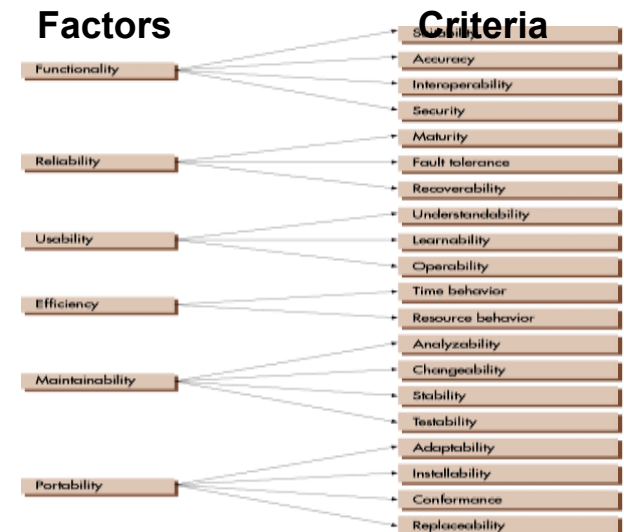 Factors
Criteria
Suitability
Functionality
Accuracy
Interoperability
Security
Maturity
Reliability
Fault tolerance
Recoverability
Understandability
Usability
Learnability
Operability
Time behavior
Efficiency
Resource behavior
Analyzability
Changeability
Maintainability
Stability
Testability
Adaptability
Installability
Portability
Conformance
Replaceability